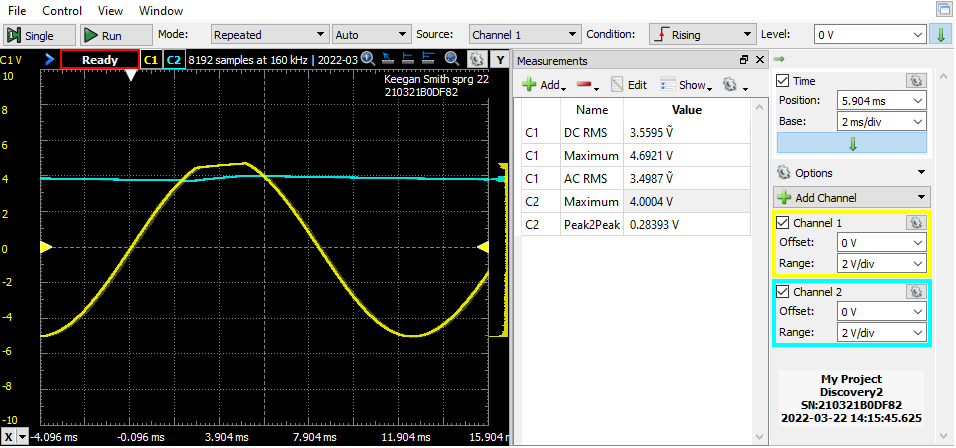 File Control View Window
Single Run Mode: Repeated Auto Source: Channel 1 Condition: Rising Level: 0 V
C1 V Ready C1 C2 8192 samples at 160 kHz | 2022-03 Y
Keegan Smith sprg 22
210321B0DF82
10
8
6
4
2
0
-2
-4
-6
-8
-10
X -4.096 ms -0.096 ms 3.904 ms 7.904 ms 11.904 ms 15.904 ms
Measurements
Add Edit Show
Name Value
C1 DC RMS 3.5595 Ṽ
C1 Maximum 4.6921 V
C1 AC RMS 3.4987 Ṽ
C2 Maximum 4.0004 V
C2 Peak2Peak 0.28393 V
Time
Position: 5.904 ms
Base: 2 ms/div
Options
Add Channel
Channel 1
Offset: 0 V
Range: 2 V/div
Channel 2
Offset: 0 V
Range: 2 V/div
My Project
Discovery2
SN:210321B0DF82
2022-03-22 14:15:45.625